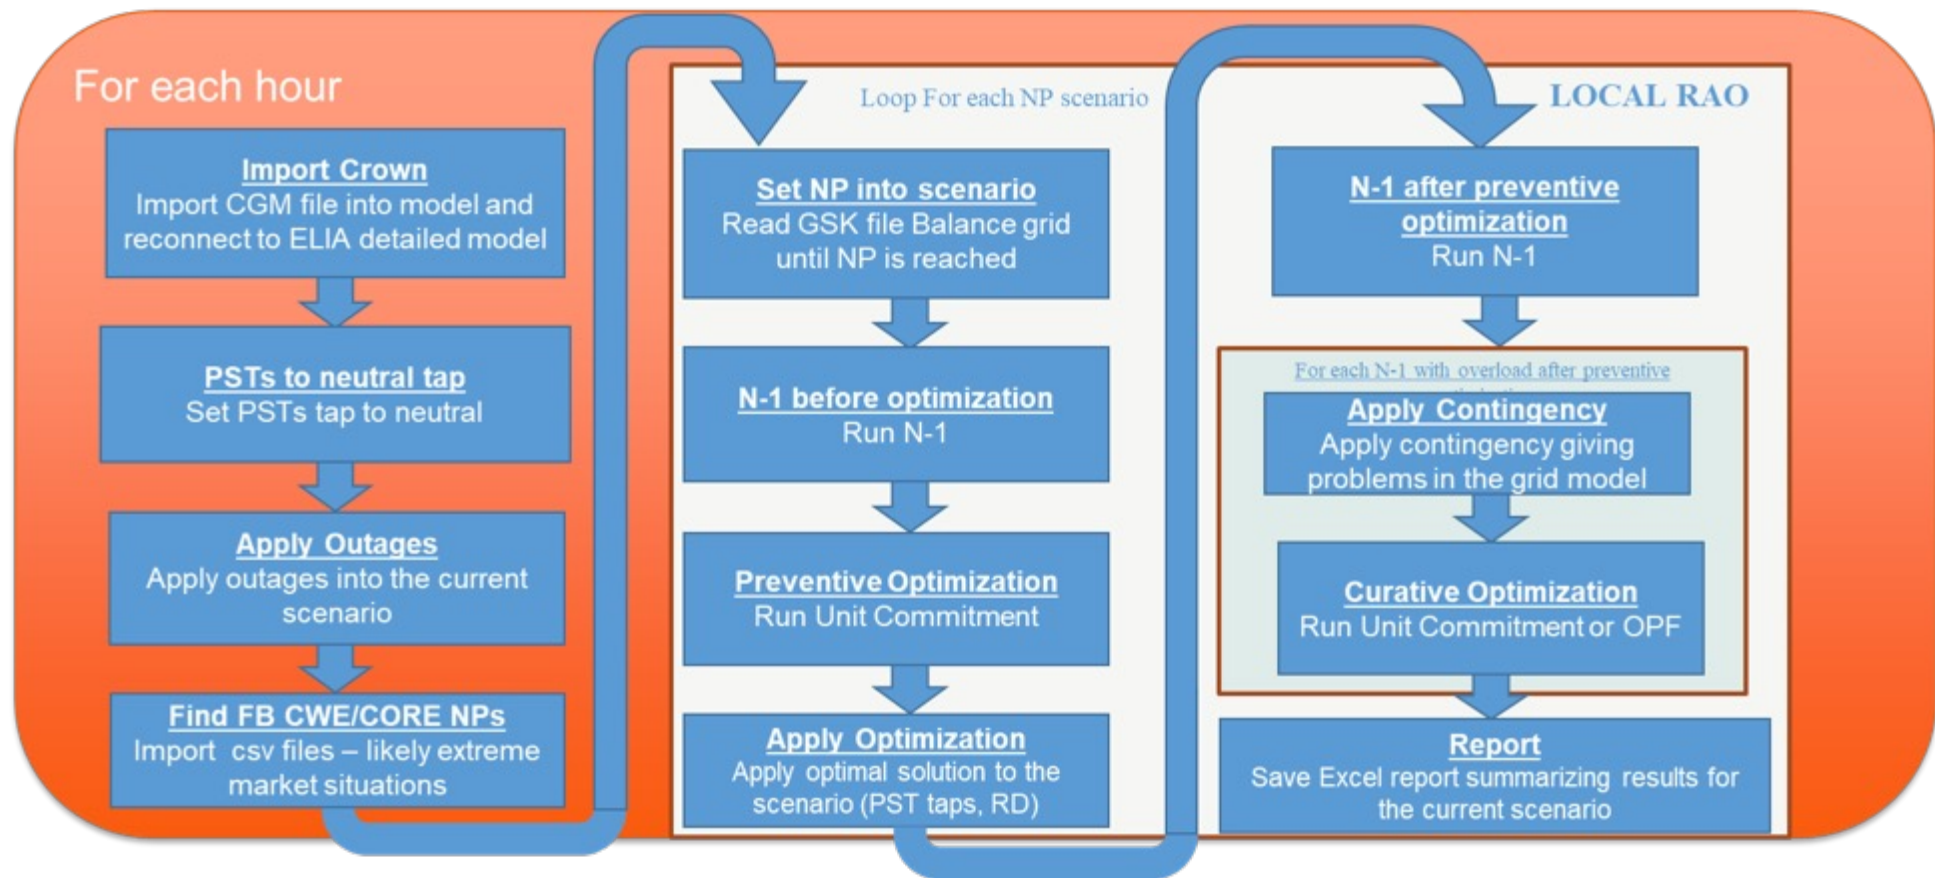 For each hour
Import Crown
Import CGM file into model and
reconnect to ELIA detailed model
PSTs to neutral tap
Set PSTs tap to neutral
Apply Outages
Apply outages into the current
scenario
Find FB CWE/CORE NPs
Import csv files – likely extreme
market situations
Loop For each NP scenario
LOCAL RAO
Set NP into scenario
Read GSK file Balance grid
until NP is reached
N-1 before optimization
Run N-1
Preventive Optimization
Run Unit Commitment
Apply Optimization
Apply optimal solution to the
scenario (PST taps, RD)
N-1 after preventive
optimization
Run N-1
For each N-1 with overload after preventive
Apply Contingency
Apply contingency giving
problems in the grid model
Curative Optimization
Run Unit Commitment or OPF
Report
Save Excel report summarizing results for
the current scenario